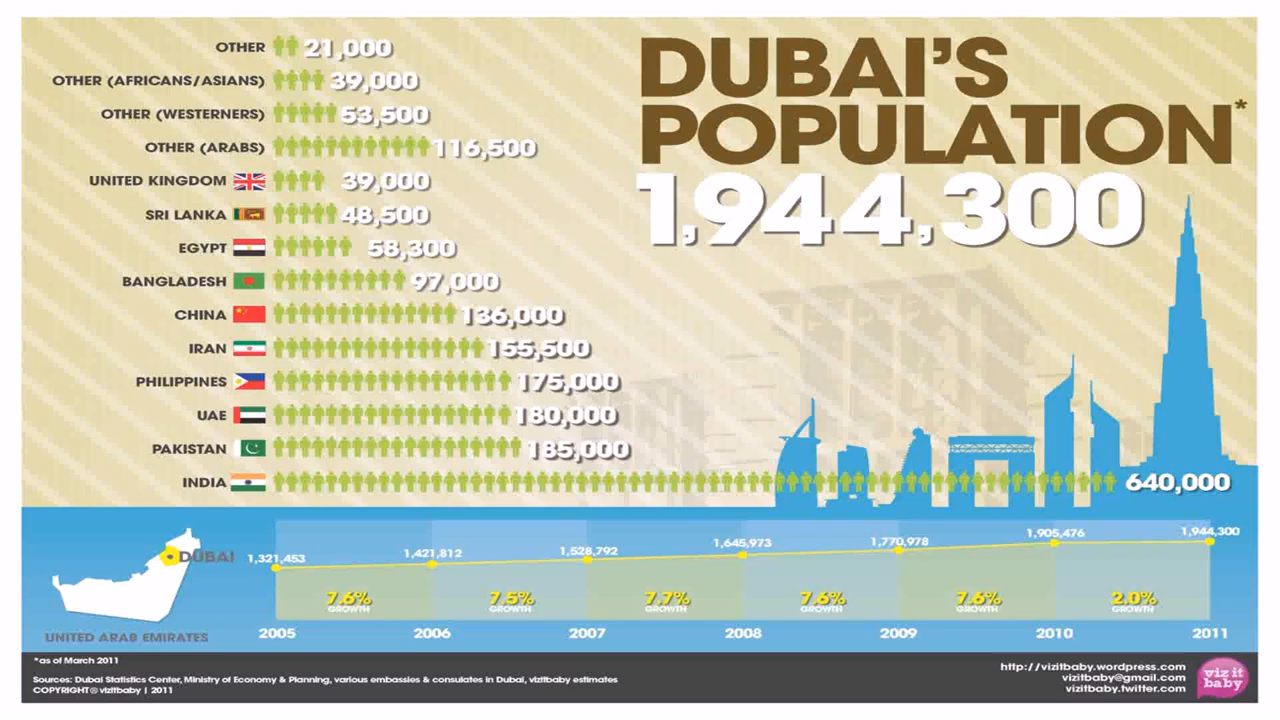 DUBAI'S
POPULATION*
1,944,300
OTHER 21,000
OTHER (AFRICANS/ASIANS) 39,000
OTHER (WESTERNERS) 53,500
OTHER (ARABS) 116,500
UNITED KINGDOM 39,000
SRI LANKA 48,500
EGYPT 58,300
BANGLADESH 97,000
CHINA 136,000
IRAN 155,500
PHILIPPINES 175,000
UAE 180,000
PAKISTAN 185,000
INDIA 640,000
DUBAI
UNITED ARAB EMIRATES
1,321,453 1,421,812 1,528,792 1,645,973 1,770,978 1,905,476 1,944,300
7.6% 7.5% 7.7% 7.6% 7.6% 2.0%
GROWTH GROWTH GROWTH GROWTH GROWTH GROWTH
2005 2006 2007 2008 2009 2010 2011
*as of March 2011
Sources: Dubai Statistics Center, Ministry of Economy & Planning, various embassies & consulates in Dubai, vizitbaby estimates
COPYRIGHT® vizitbaby | 2011
http://vizitbaby.wordpress.com
vizitbaby@gmail.com
vizitbaby.twitter.com
viz it
baby